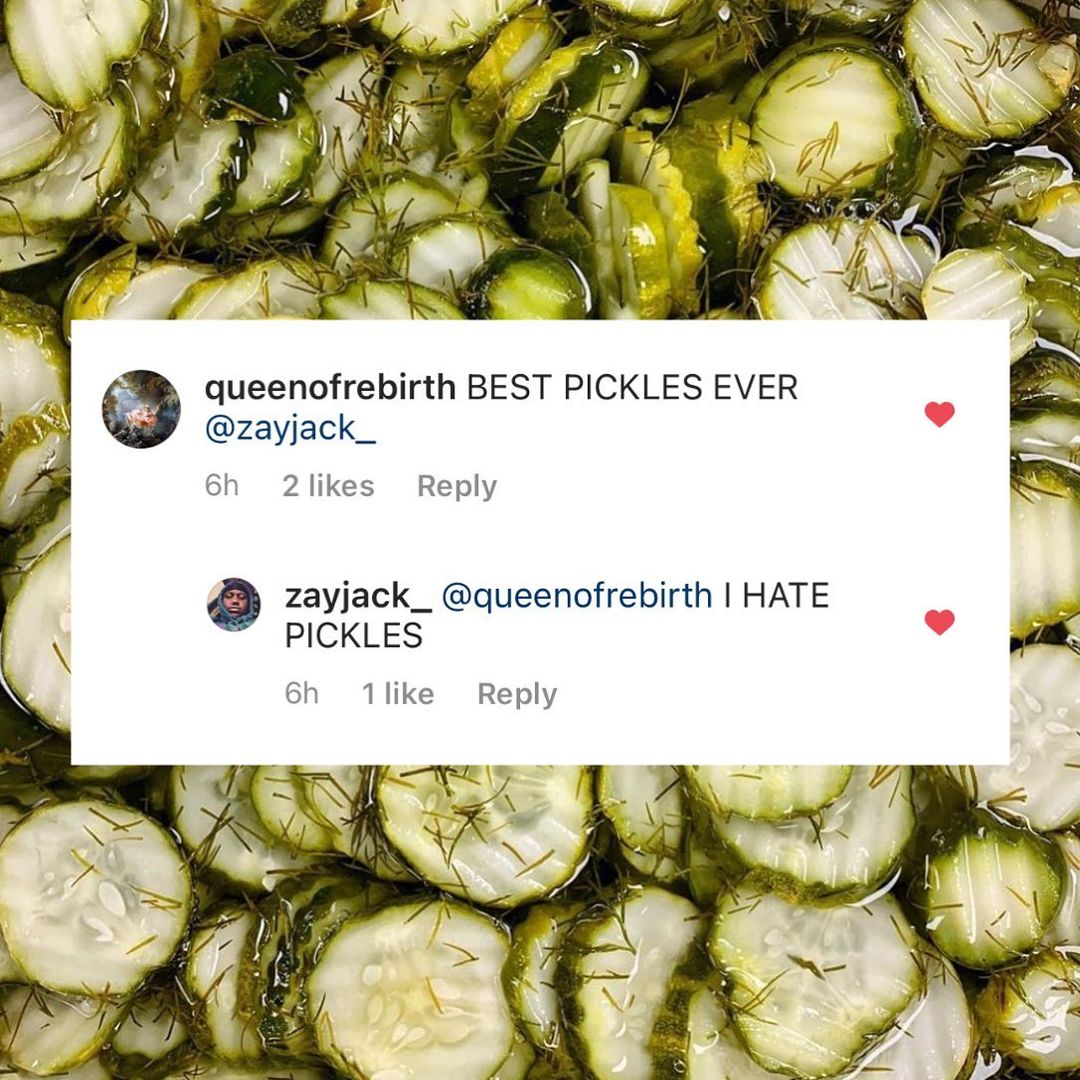 queenofrebirth BEST PICKLES EVER
@zayjack_
6h 2 likes Reply
zayjack_ @queenofrebirth I HATE
PICKLES
6h 1 like Reply